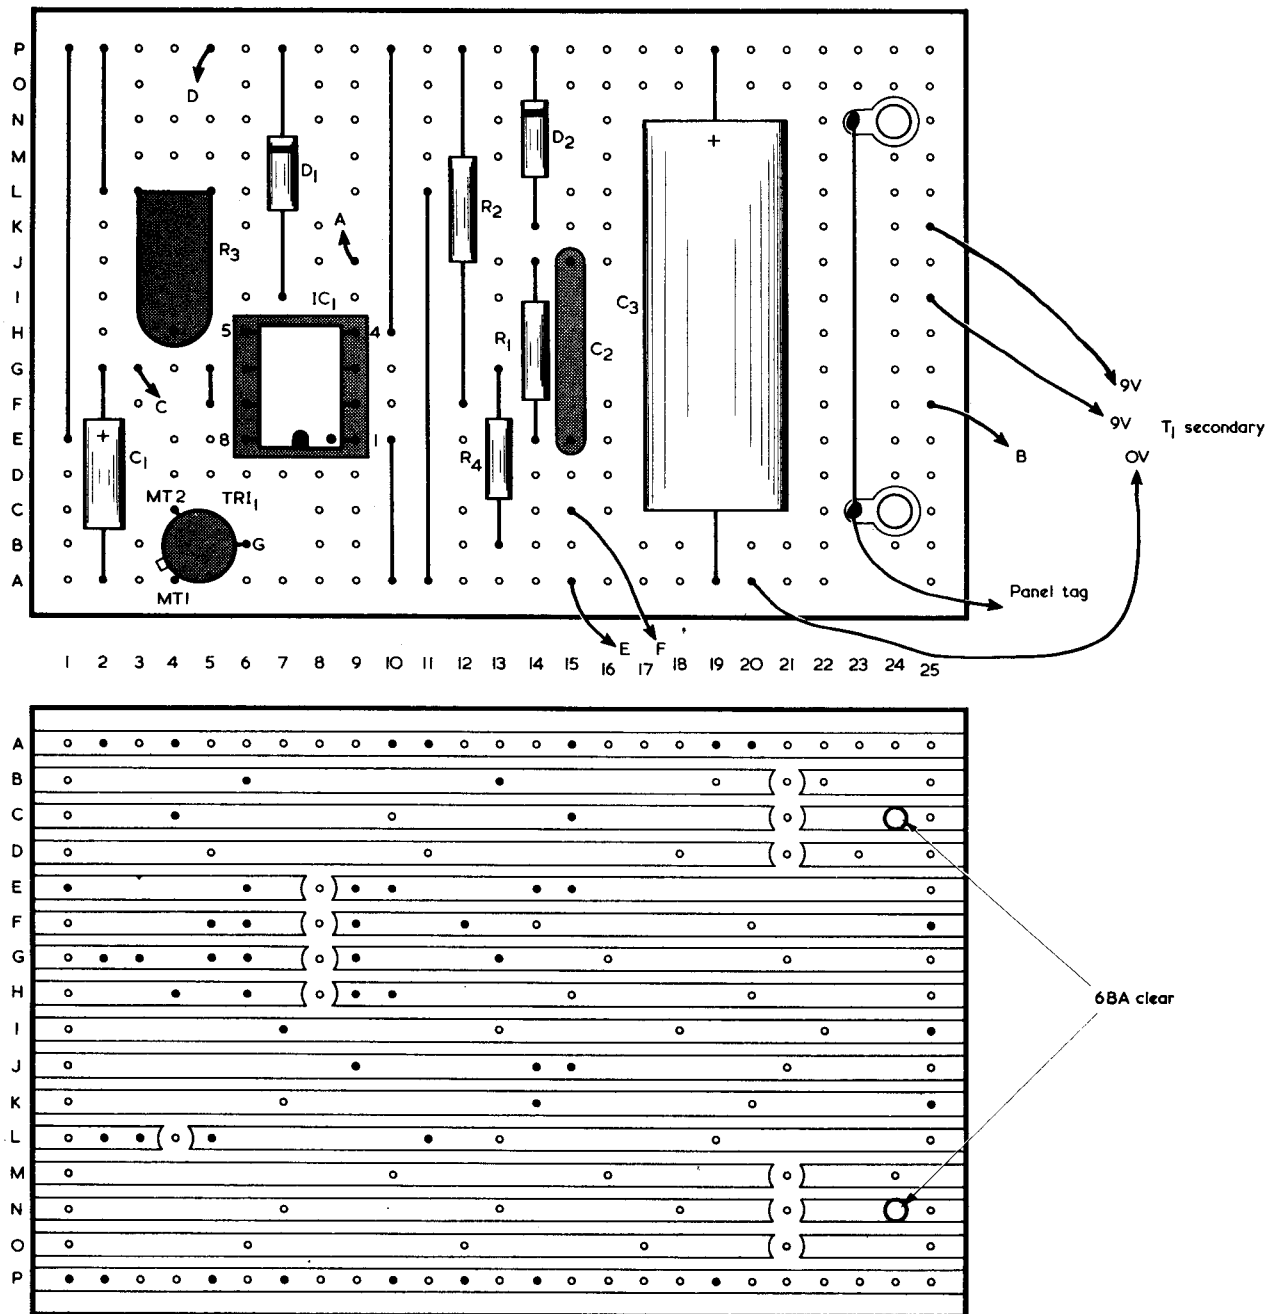 P
D
O
N
D₂
+
M
D₁
L
R₂
K
A
R₃
J
9V
I
IC₁
C₃
H
5
4
R₁
C₂
G
9V
F
C
T₁ secondary
E
+
8
1
B
OV
D
C₁
R₄
C
MT2
TRI₁
B
G
A
MT1
Panel tag
E
F
1 2 3 4 5 6 7 8 9 10 11 12 13 14 15 16 17 18 19 20 21 22 23 24 25
A
B
C
D
E
F
G
H
6BA clear
I
J
K
L
M
N
O
P